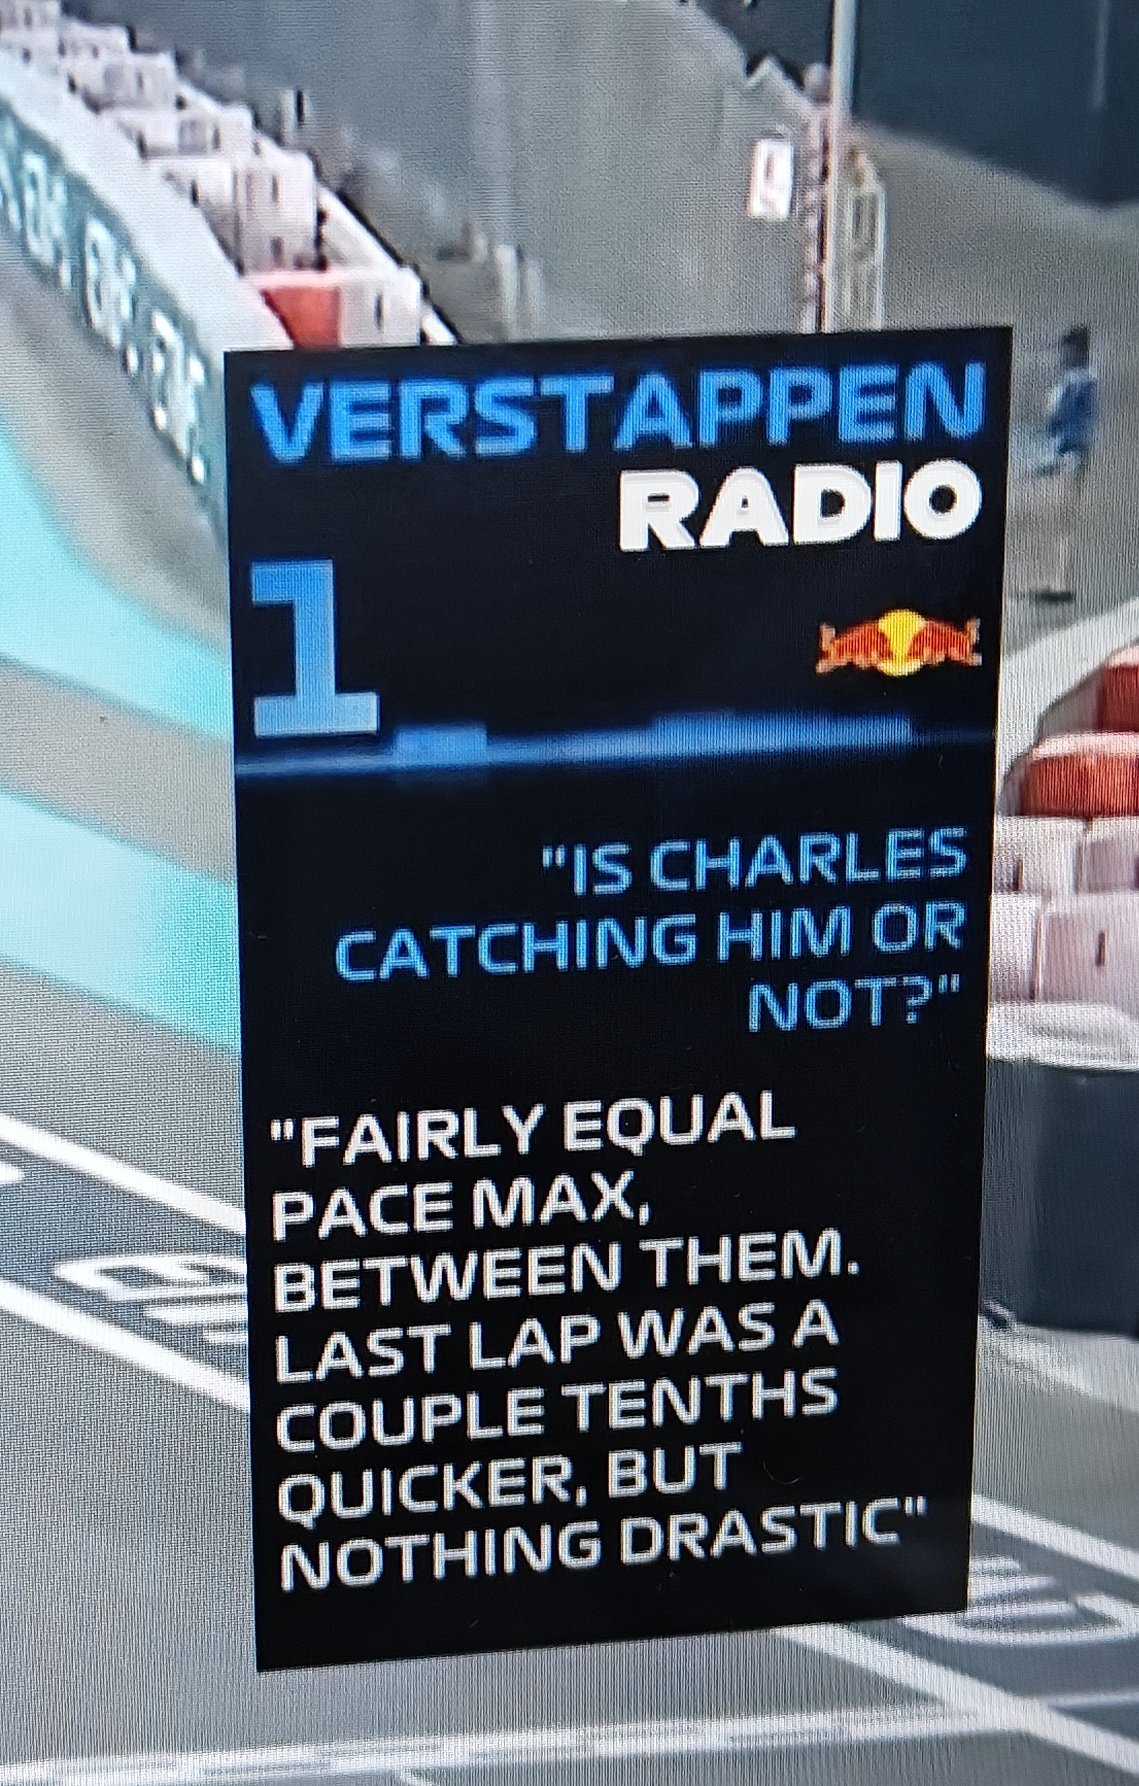 VERSTAPPEN
RADIO
1
"IS CHARLES
CATCHING HIM OR
NOT?"
"FAIRLY EQUAL
PACE MAX,
BETWEEN THEM.
LAST LAP WAS A
COUPLE TENTHS
QUICKER, BUT
NOTHING DRASTIC"